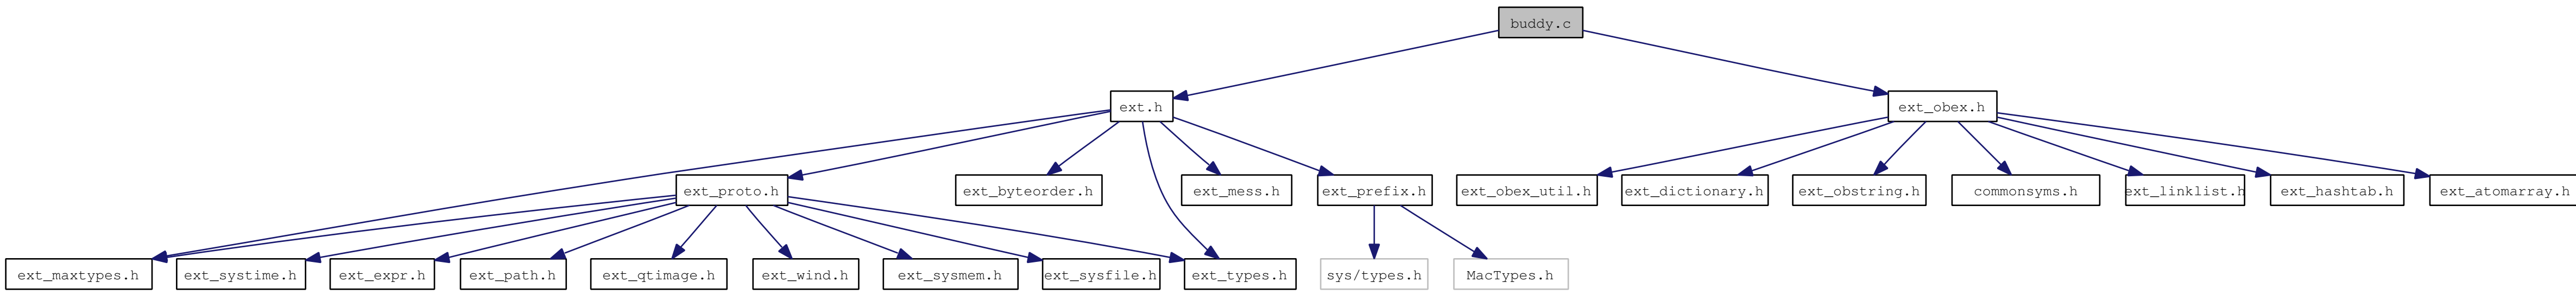 buddy.c
ext.h
ext_obex.h
ext_proto.h
ext_byteorder.h
ext_mess.h
ext_prefix.h
ext_obex_util.h
ext_dictionary.h
ext_obstring.h
commonsyms.h
ext_linklist.h
ext_hashtab.h
ext_atomarray.h
ext_maxtypes.h
ext_systime.h
ext_expr.h
ext_path.h
ext_qtimage.h
ext_wind.h
ext_sysmem.h
ext_sysfile.h
ext_types.h
sys/types.h
MacTypes.h